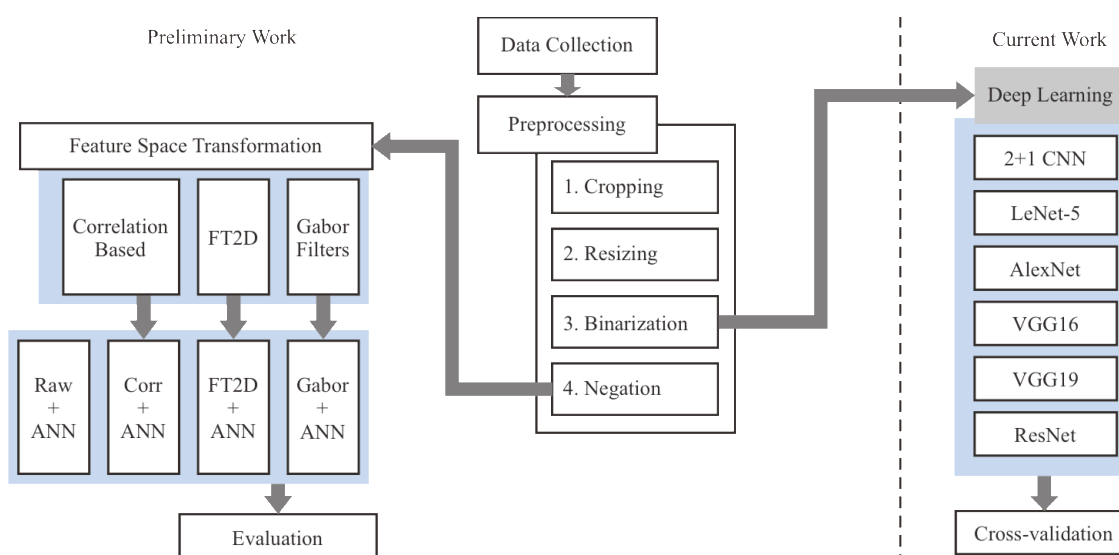 Preliminary Work
Data Collection
Current Work
Preprocessing
Deep Learning
Feature Space Transformation
1. Cropping
2. Resizing
3. Binarization
4. Negation
Correlation
Based
FT2D
Gabor
Filters
Raw
+
ANN
Corr
+
ANN
FT2D
+
ANN
Gabor
+
ANN
Evaluation
2+1 CNN
LeNet-5
AlexNet
VGG16
VGG19
ResNet
Cross-validation